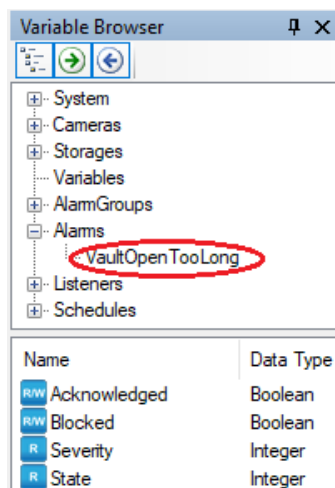 Variable Browser
System
Cameras
Storages
Variables
AlarmGroups
Alarms
VaultOpenTooLong
Listeners
Schedules
Name Data Type
R/W Acknowledged Boolean
R/W Blocked Boolean
R Severity Integer
R State Integer